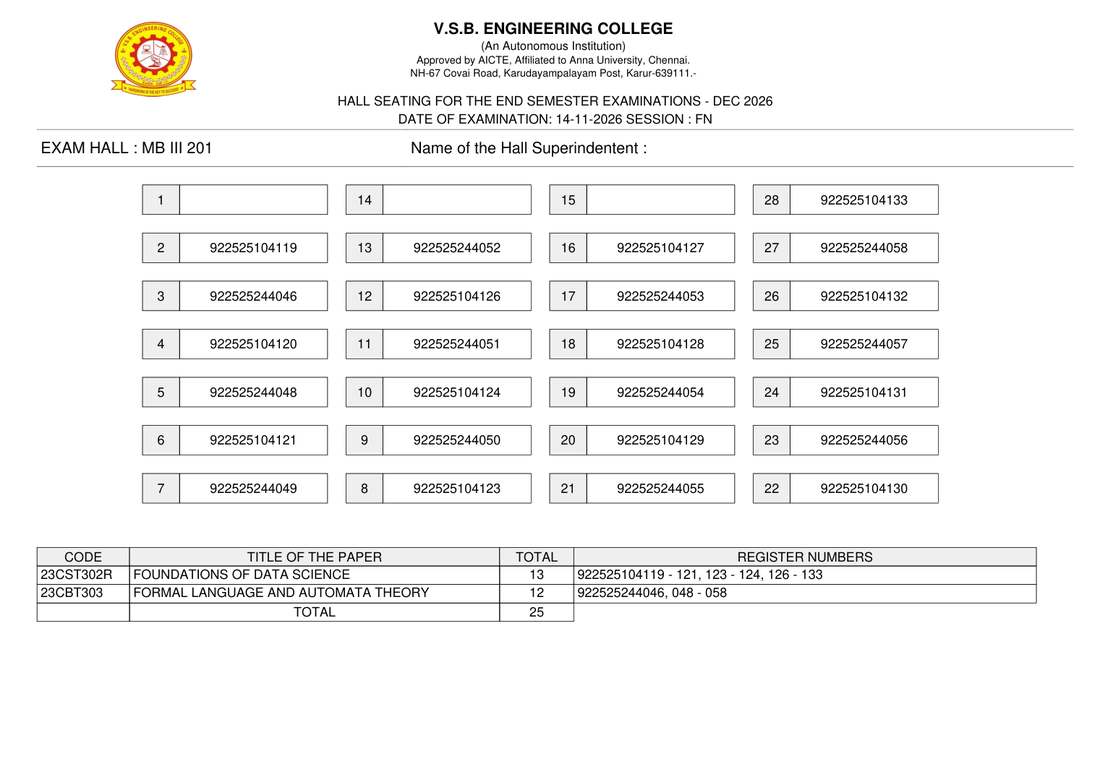 V.S.B. ENGINEERING COLLEGE
(An Autonomous Institution)
Approved by AICTE, Affiliated to Anna University, Chennai.
NH-67 Covai Road, Karudayampalayam Post, Karur-639111.-
HALL SEATING FOR THE END SEMESTER EXAMINATIONS - DEC 2026
DATE OF EXAMINATION: 14-11-2026 SESSION : FN
EXAM HALL : MB III 201 Name of the Hall Superindentent :
1 14 15 28 922525104133
2 922525104119 13 922525244052 16 922525104127 27 922525244058
3 922525244046 12 922525104126 17 922525244053 26 922525104132
4 922525104120 11 922525244051 18 922525104128 25 922525244057
5 922525244048 10 922525104124 19 922525244054 24 922525104131
6 922525104121 9 922525244050 20 922525104129 23 922525244056
7 922525244049 8 922525104123 21 922525244055 22 922525104130
CODE TITLE OF THE PAPER TOTAL REGISTER NUMBERS
23CST302R FOUNDATIONS OF DATA SCIENCE 13 922525104119 - 121, 123 - 124, 126 - 133
23CBT303 FORMAL LANGUAGE AND AUTOMATA THEORY 12 922525244046, 048 - 058
TOTAL 25